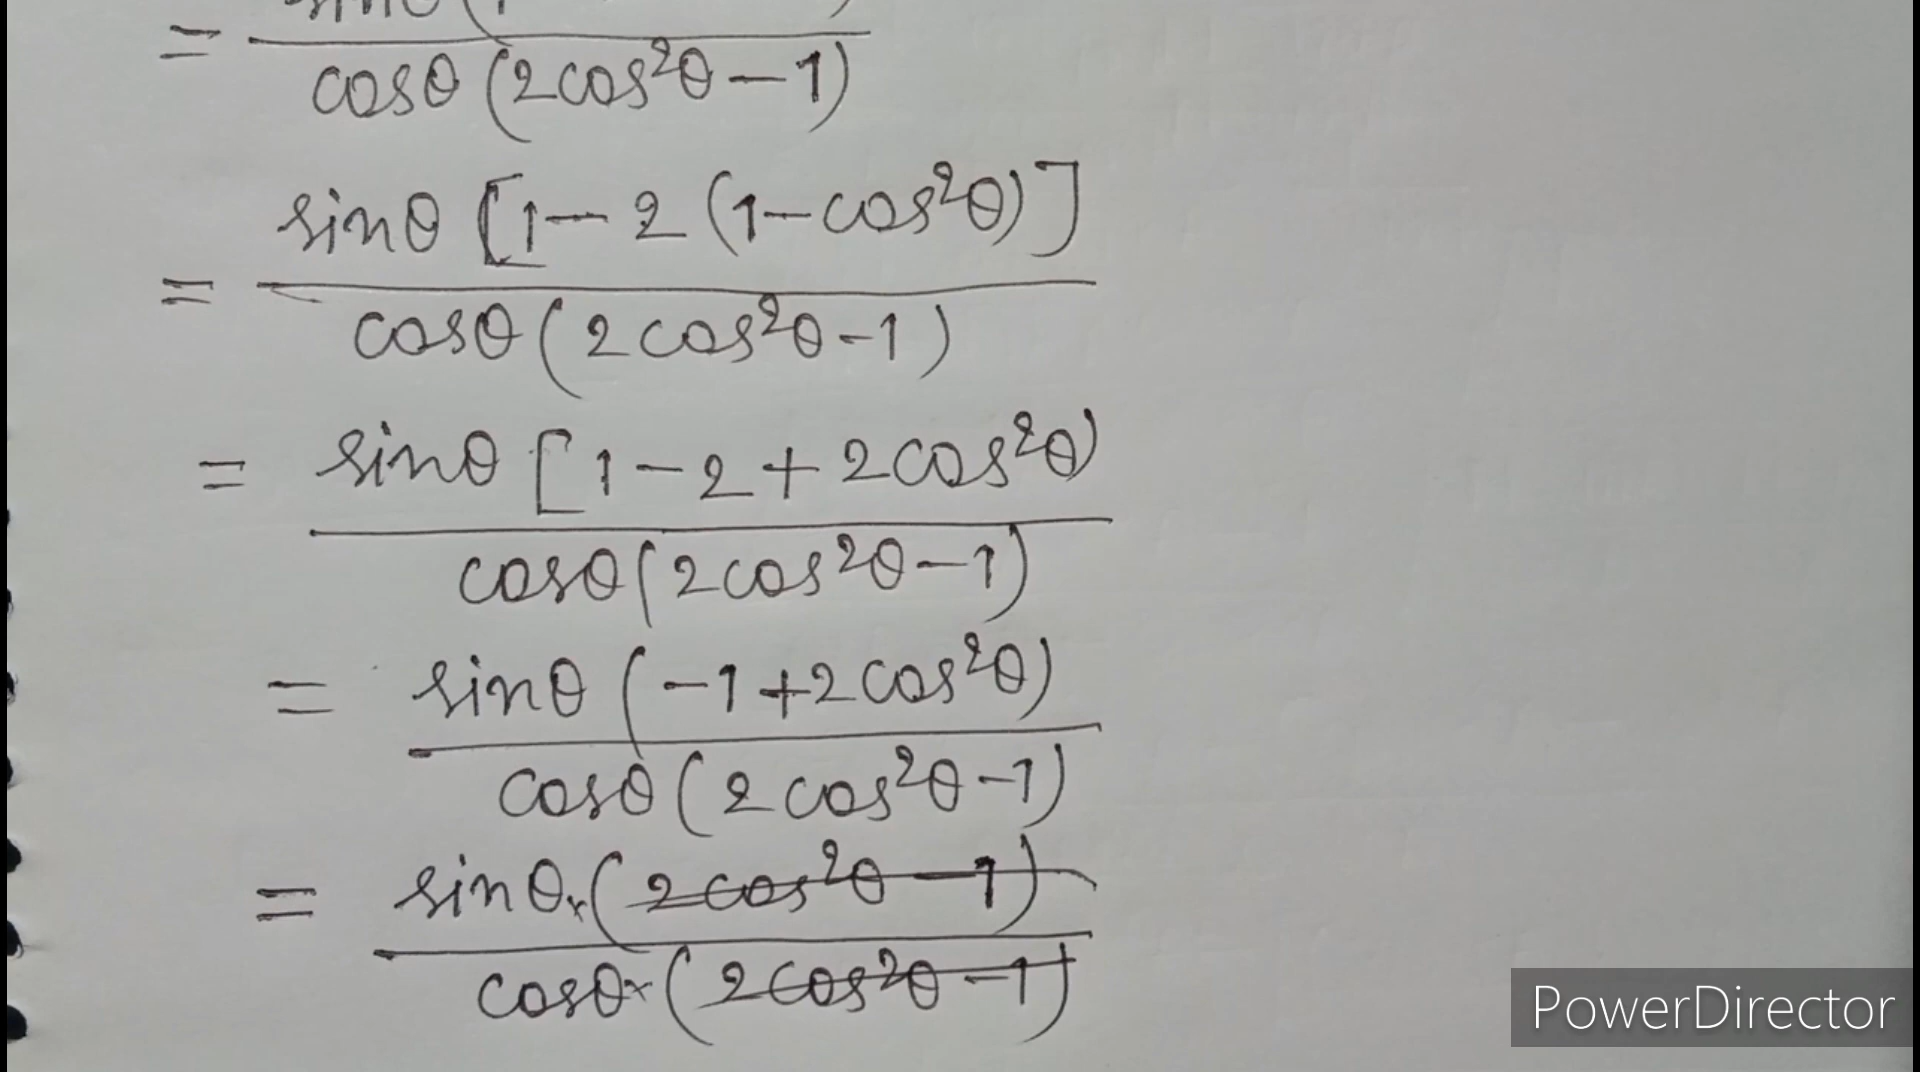 =
cosθ (2cos²θ – 1)
sinθ [1 – 2 (1 – cos²θ)]
=
cosθ (2cos²θ – 1)
= sinθ [1 – 2 + 2cos²θ)
cosθ (2cos²θ – 1)
= sinθ (–1 + 2cos²θ)
cosθ (2cos²θ – 1)
= sinθ × (2cos²θ – 1)
cosθ × (2cos²θ – 1)
PowerDirector